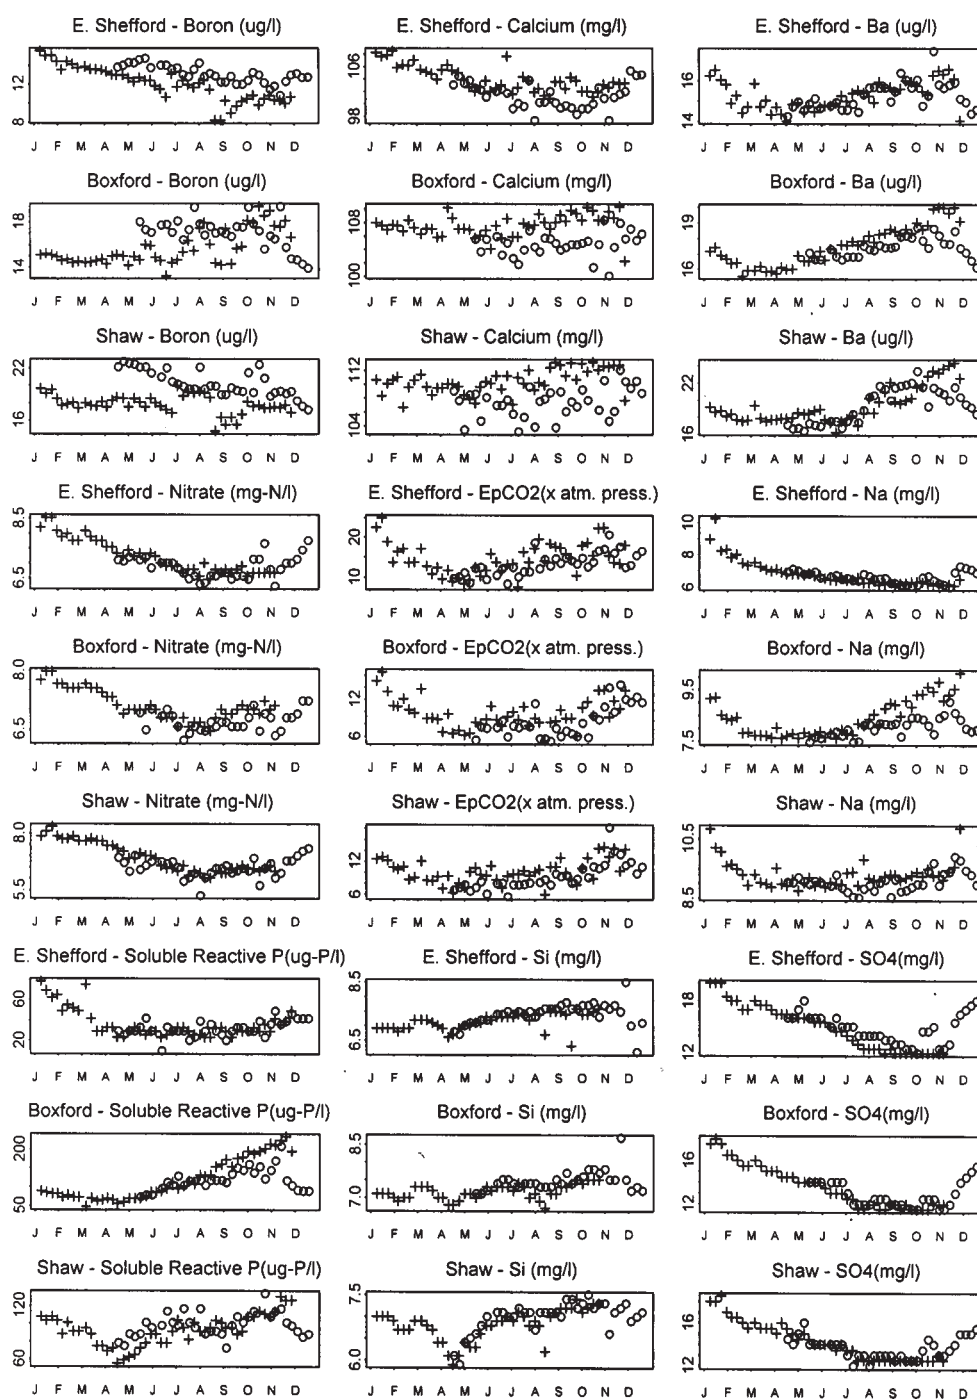 E. Shefford - Boron (ug/l) E. Shefford - Calcium (mg/l) E. Shefford - Ba (ug/l)
12 106 16
8 98 14
J F M A M J J A S O N D J F M A M J J A S O N D J F M A M J J A S O N D
Boxford - Boron (ug/l) Boxford - Calcium (mg/l) Boxford - Ba (ug/l)
18 108 19
14 100 16
J F M A M J J A S O N D J F M A M J J A S O N D J F M A M J J A S O N D
Shaw - Boron (ug/l) Shaw - Calcium (mg/l) Shaw - Ba (ug/l)
22 112 22
16 104 16
J F M A M J J A S O N D J F M A M J J A S O N D J F M A M J J A S O N D
E. Shefford - Nitrate (mg-N/l) E. Shefford - EpCO2(x atm. press.) E. Shefford - Na (mg/l)
8.5 20 10
8
6.5 10 6
J F M A M J J A S O N D J F M A M J J A S O N D J F M A M J J A S O N D
Boxford - Nitrate (mg-N/l) Boxford - EpCO2(x atm. press.) Boxford - Na (mg/l)
8.0 12 9.5
6.5 6 7.5
J F M A M J J A S O N D J F M A M J J A S O N D J F M A M J J A S O N D
Shaw - Nitrate (mg-N/l) Shaw - EpCO2(x atm. press.) Shaw - Na (mg/l)
8.0 12 10.5
5.5 6 8.5
J F M A M J J A S O N D J F M A M J J A S O N D J F M A M J J A S O N D
E. Shefford - Soluble Reactive P(ug-P/l) E. Shefford - Si (mg/l) E. Shefford - SO4(mg/l)
60 8.5 18
20 6.5 12
J F M A M J J A S O N D J F M A M J J A S O N D J F M A M J J A S O N D
Boxford - Soluble Reactive P(ug-P/l) Boxford - Si (mg/l) Boxford - SO4(mg/l)
200 8.5 16
50 7.0 12
J F M A M J J A S O N D J F M A M J J A S O N D J F M A M J J A S O N D
Shaw - Soluble Reactive P(ug-P/l) Shaw - Si (mg/l) Shaw - SO4(mg/l)
120 7.5 16
60 6.0 12
J F M A M J J A S O N D J F M A M J J A S O N D J F M A M J J A S O N D